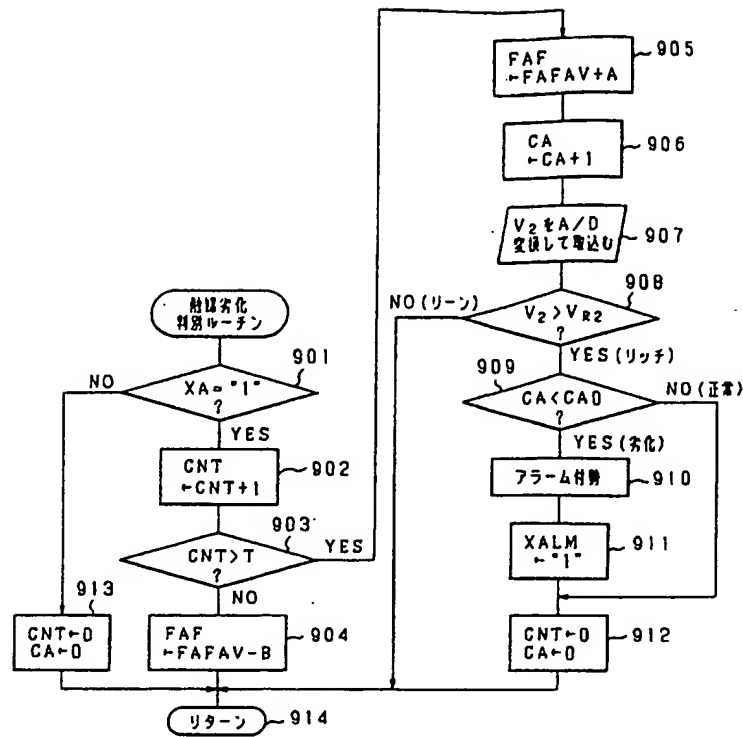 触媒劣化
判別ルーチン
901
XA="1"
?
NO
YES
CNT
←CNT+1
902
903
CNT>T
?
YES
NO
FAF
←FAFAV-B
904
913
CNT←0
CA←0
FAF
←FAFAV+A
905
CA
←CA+1
906
V2をA/D
変換して取込む
907
908
V2>VR2
?
NO(リーン)
YES(リッチ)
909
CA<CA0
?
NO(正常)
YES(劣化)
アラーム付勢
910
XALM
←"1"
911
CNT←0
CA←0
912
リターン
914